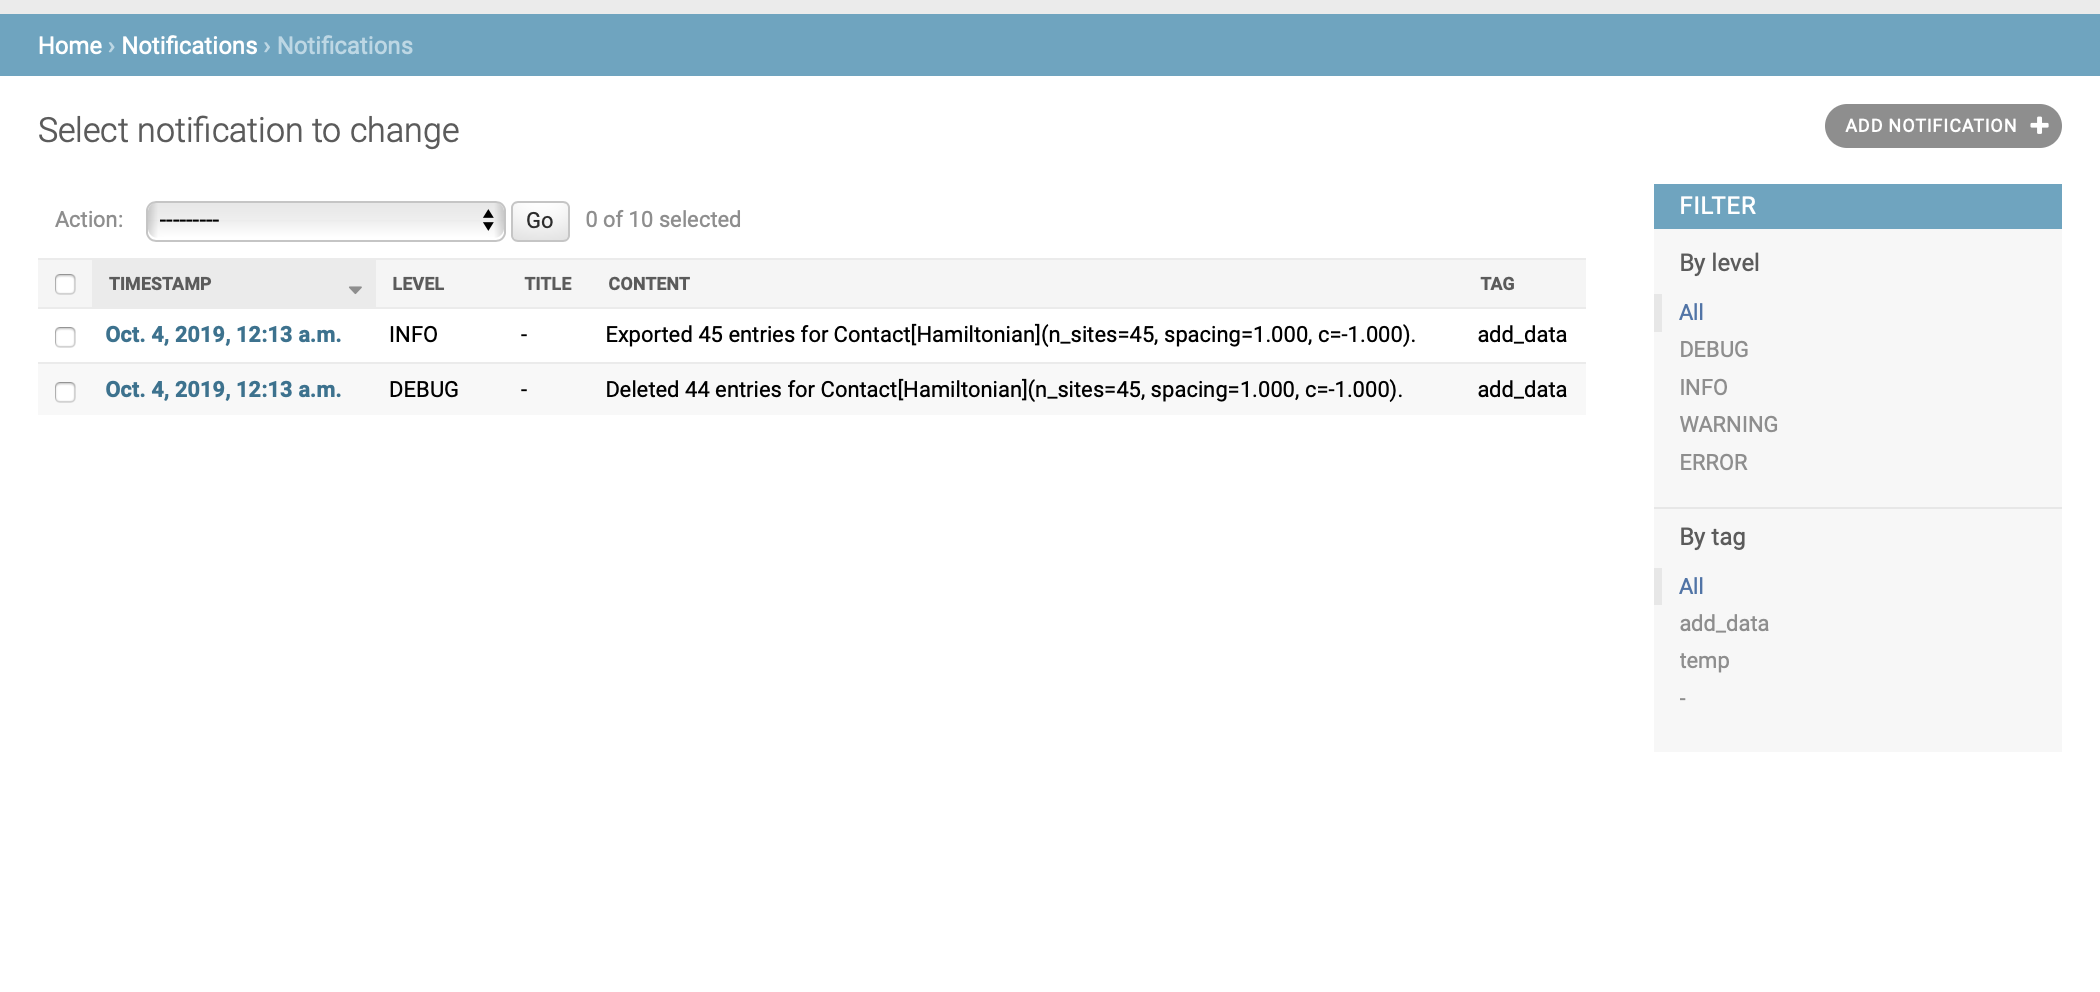 Home › Notifications › Notifications
Select notification to change
ADD NOTIFICATION +
Action: --------- Go 0 of 10 selected
TIMESTAMP LEVEL TITLE CONTENT TAG
Oct. 4, 2019, 12:13 a.m. INFO - Exported 45 entries for Contact[Hamiltonian](n_sites=45, spacing=1.000, c=-1.000). add_data
Oct. 4, 2019, 12:13 a.m. DEBUG - Deleted 44 entries for Contact[Hamiltonian](n_sites=45, spacing=1.000, c=-1.000). add_data
FILTER
By level
All
DEBUG
INFO
WARNING
ERROR
By tag
All
add_data
temp
-